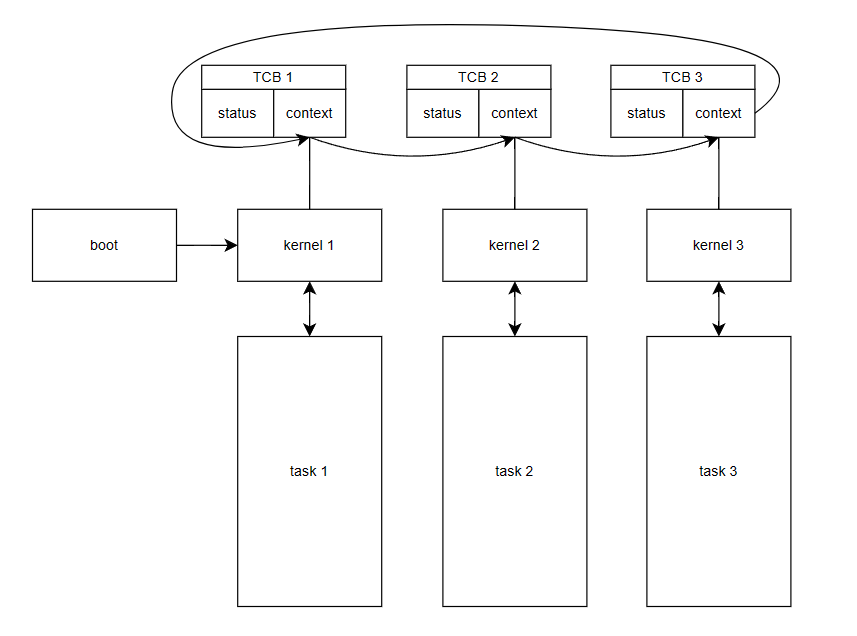 TCB 1
TCB 2
TCB 3
status
context
status
context
status
context
boot
kernel 1
kernel 2
kernel 3
task 1
task 2
task 3